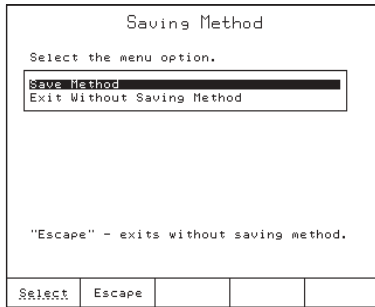 Saving Method
Select the menu option.
Save Method
Exit Without Saving Method
"Escape" - exits without saving method.
Select Escape